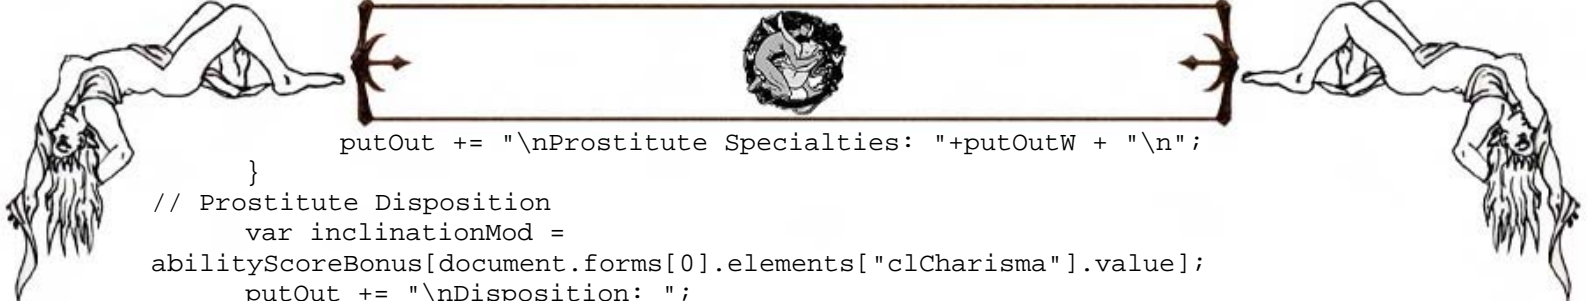 putOut += "\nProstitute Specialties: "+putOutW + "\n";
}
// Prostitute Disposition
var inclinationMod =
abilityScoreBonus[document.forms[0].elements["clCharisma"].value];
putOut += "\nDisposition: ";